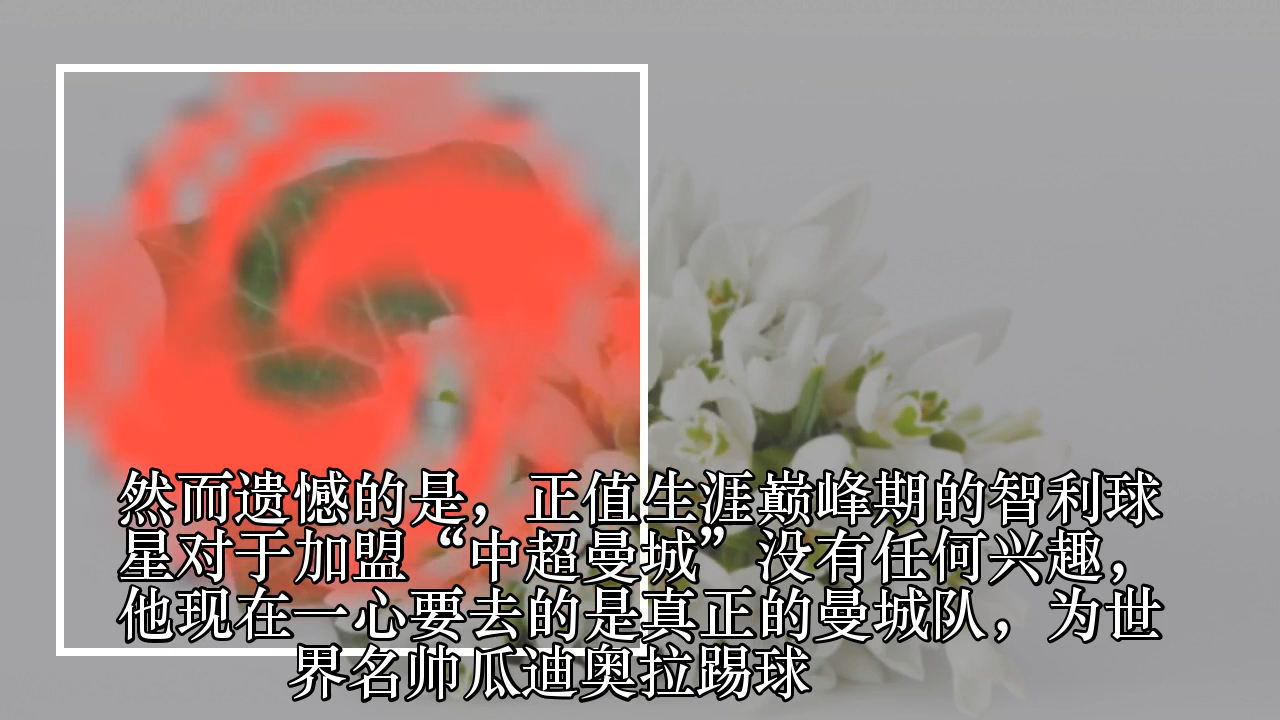 然而遗憾的是，正值生涯巅峰期的智利球
星对于加盟“中超曼城”没有任何兴趣，
他现在一心要去的是真正的曼城队，为世
界名帅瓜迪奥拉踢球